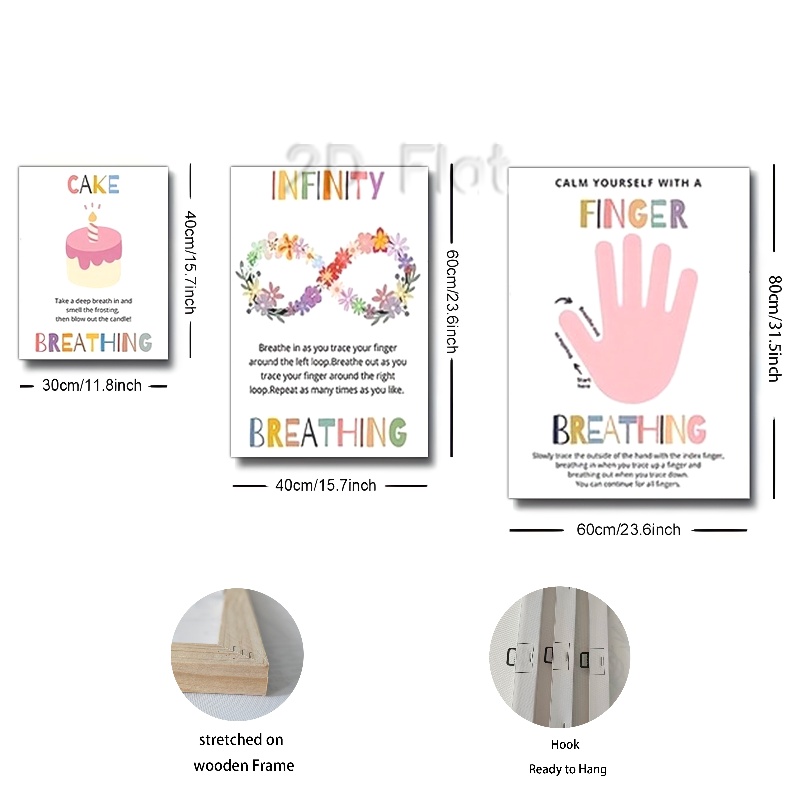 2D Flat
CAKE
Take a deep breath in and
smell the frosting,
then blow out the candle!
BREATHING
40cm/15.7inch
30cm/11.8inch
INFINITY
Breathe in as you trace your finger
around the left loop.Breathe out as you
trace your finger around the right
loop.Repeat as many times as you like.
BREATHING
60cm/23.6inch
40cm/15.7inch
CALM YOURSELF WITH A
FINGER
Breathe out
Start
here
BREATHING
Slowly trace the outside of the hand with the index finger,
breathing in when you trace up a finger and
breathing out when you trace down.
You can continue for all fingers.
80cm/31.5inch
60cm/23.6inch
stretched on
wooden Frame
Hook
Ready to Hang